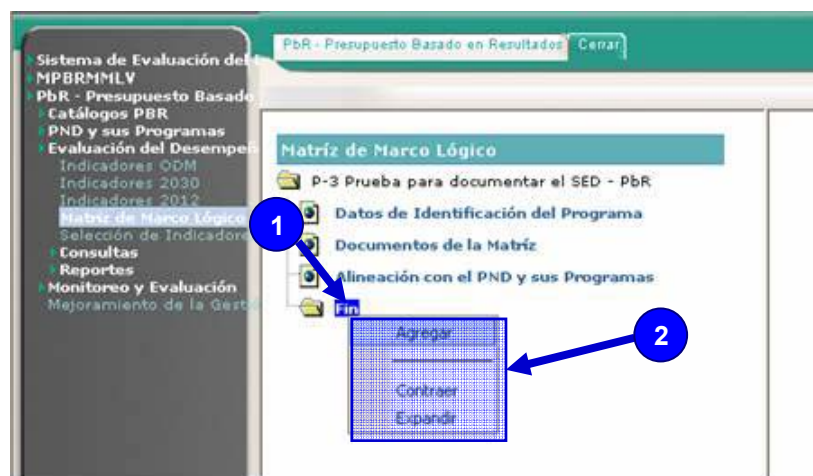 PbR - Presupuesto Basado en Resultados
Cerrar
Sistema de Evaluación del
MPBRMMLV
PbR - Presupuesto Basado
Catálogos PBR
PND y sus Programas
Evaluación del Desempeñ
Indicadores ODM
Indicadores 2030
Indicadores 2012
Matríz de Marco Lógico
Selección de Indicadore
Consultas
Reportes
Monitoreo y Evaluación
Mejoramiento de la Gesti
Matríz de Marco Lógico
P-3 Prueba para documentar el SED - PbR
Datos de Identificación del Programa
1
Documentos de la Matríz
Alineación con el PND y sus Programas
Fin
Agregar
2
Contraer
Expandir